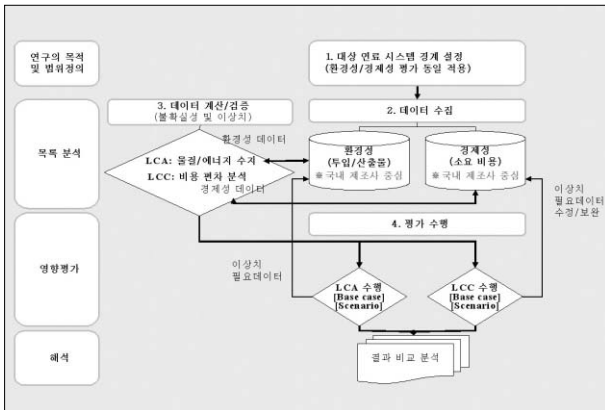 연구의 목적
및 범위정의
1. 대상 연료 시스템 경계 설정
(환경성/경제성 평가 동일 적용)
목록 분석
3. 데이터 계산/검증
(불확실성 및 이상치)
2. 데이터 수집
환경성 데이터
LCA: 물질/에너지 수지
LCC: 비용 편차 분석
경제성 데이터
환경성
(투입/산출물)
※국내 제조사 중심
경제성
(소요 비용)
※국내 제조사 중심
이상치
필요데이터
수정/보완
4. 평가 수행
영향평가
이상치
필요데이터
LCA 수행
[Base case]
[Scenario]
LCC 수행
[Base case]
[Scenario]
해석
결과 비교 분석